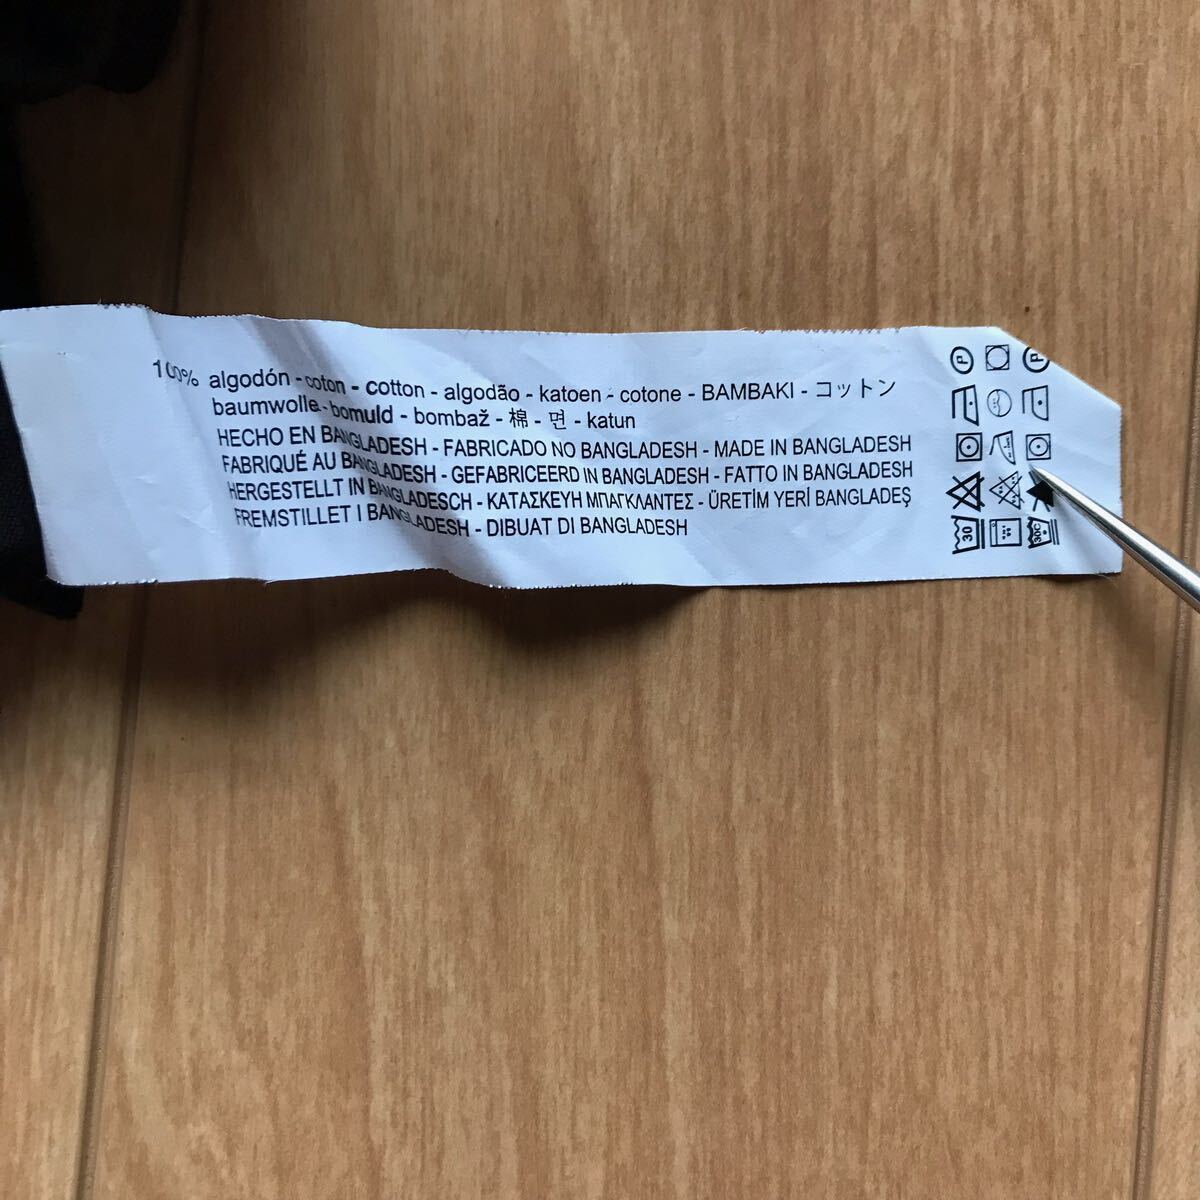 100% algodón - coton - cotton - algodão - katoen - cotone - BAMBAKI - コットン
baumwolle - bomuld - bombaž - 棉 - 면 - katun
HECHO EN BANGLADESH - FABRICADO NO BANGLADESH - MADE IN BANGLADESH
FABRIQUÉ AU BANGLADESH - GEFABRICEERD IN BANGLADESH - FATTO IN BANGLADESH
HERGESTELLT IN BANGLADESCH - ΚΑΤΑΣΚΕΥΗ ΜΠΑΓΚΛΑΝΤΕΣ - ÜRETİM YERİ BANGLADEŞ
FREMSTILLET I BANGLADESH - DIBUAT DI BANGLADESH
P
P
30
30C